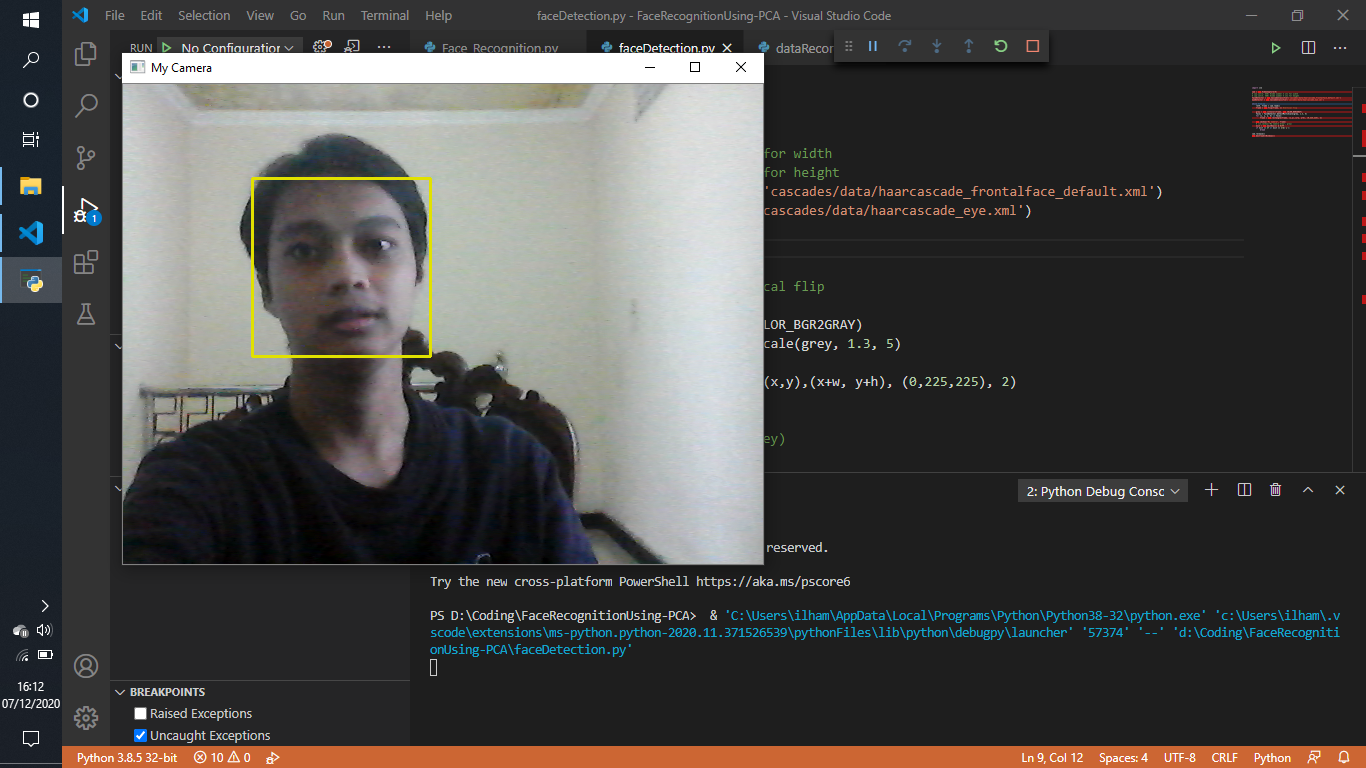 File Edit Selection View Go Run Terminal Help
faceDetection.py - FaceRecognitionUsing-PCA - Visual Studio Code
RUN No Configuration
Face_Recognition.py
faceDetection.py
dataRecor
My Camera
for width
for height
'cascades/data/haarcascade_frontalface_default.xml')
cascades/data/haarcascade_eye.xml')
cal flip
LOR_BGR2GRAY)
cale(grey, 1.3, 5)
(x,y),(x+w, y+h), (0,225,225), 2)
ey)
1
2: Python Debug Consc
reserved.
Try the new cross-platform PowerShell https://aka.ms/pscore6
PS D:\Coding\FaceRecognitionUsing-PCA> & 'C:\Users\ilham\AppData\Local\Programs\Python\Python38-32\python.exe' 'c:\Users\ilham\.v
scode\extensions\ms-python.python-2020.11.371526539\pythonFiles\lib\python\debugpy\launcher' '57374' '--' 'd:\Coding\FaceRecogniti
onUsing-PCA\faceDetection.py'
BREAKPOINTS
Raised Exceptions
Uncaught Exceptions
16:12
07/12/2020
Python 3.8.5 32-bit 10 0
Ln 9, Col 12 Spaces: 4 UTF-8 CRLF Python